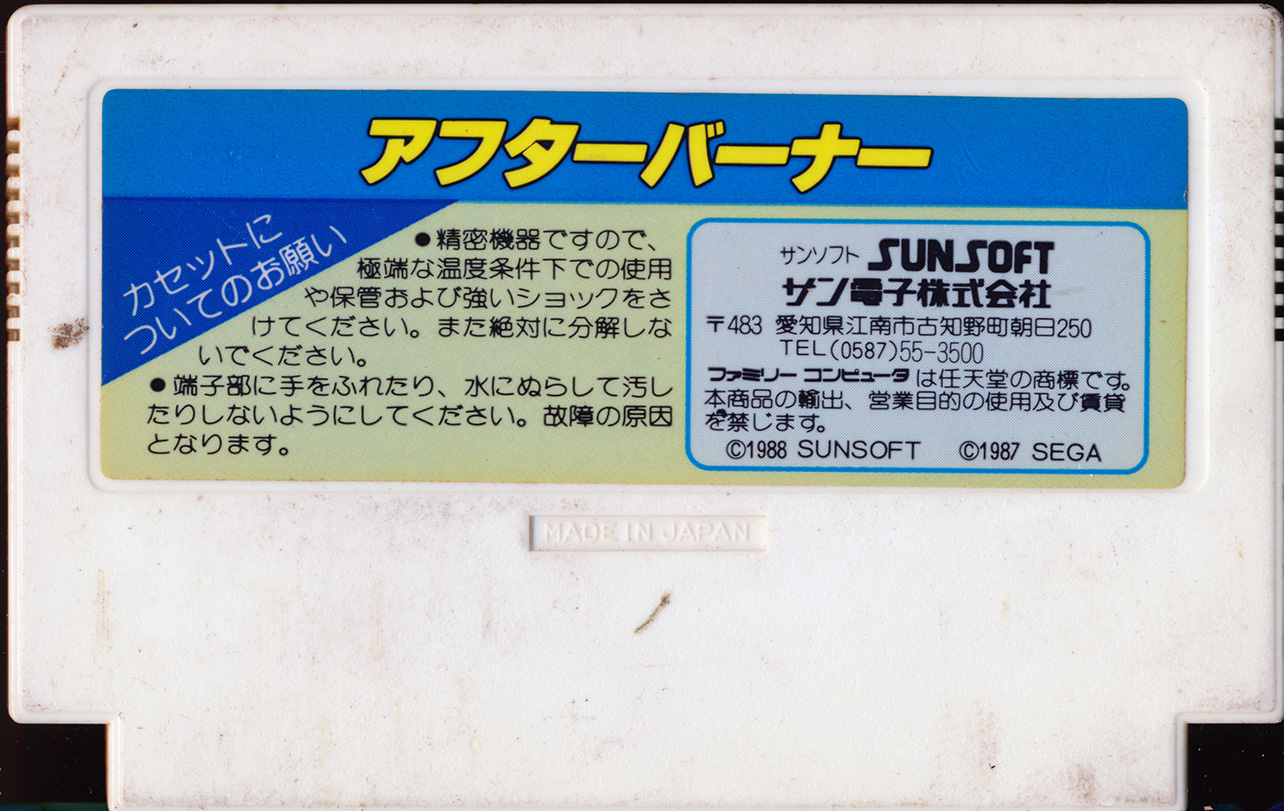 アフターバーナー
カセットに
ついてのお願い
●精密機器ですので、
極端な温度条件下での使用
や保管および強いショックをさ
けてください。また絶対に分解しな
いでください。
●端子部に手をふれたり、水にぬらして汚し
たりしないようにしてください。故障の原因
となります。
サンソフト SUNSOFT
サン電子株式会社
〒483 愛知県江南市古知野町朝日250
TEL(0587)55-3500
ファミリー コンピュータ は任天堂の商標です。
本商品の輸出、営業目的の使用及び賃貸
を禁じます。
©1988 SUNSOFT ©1987 SEGA
MADE IN JAPAN